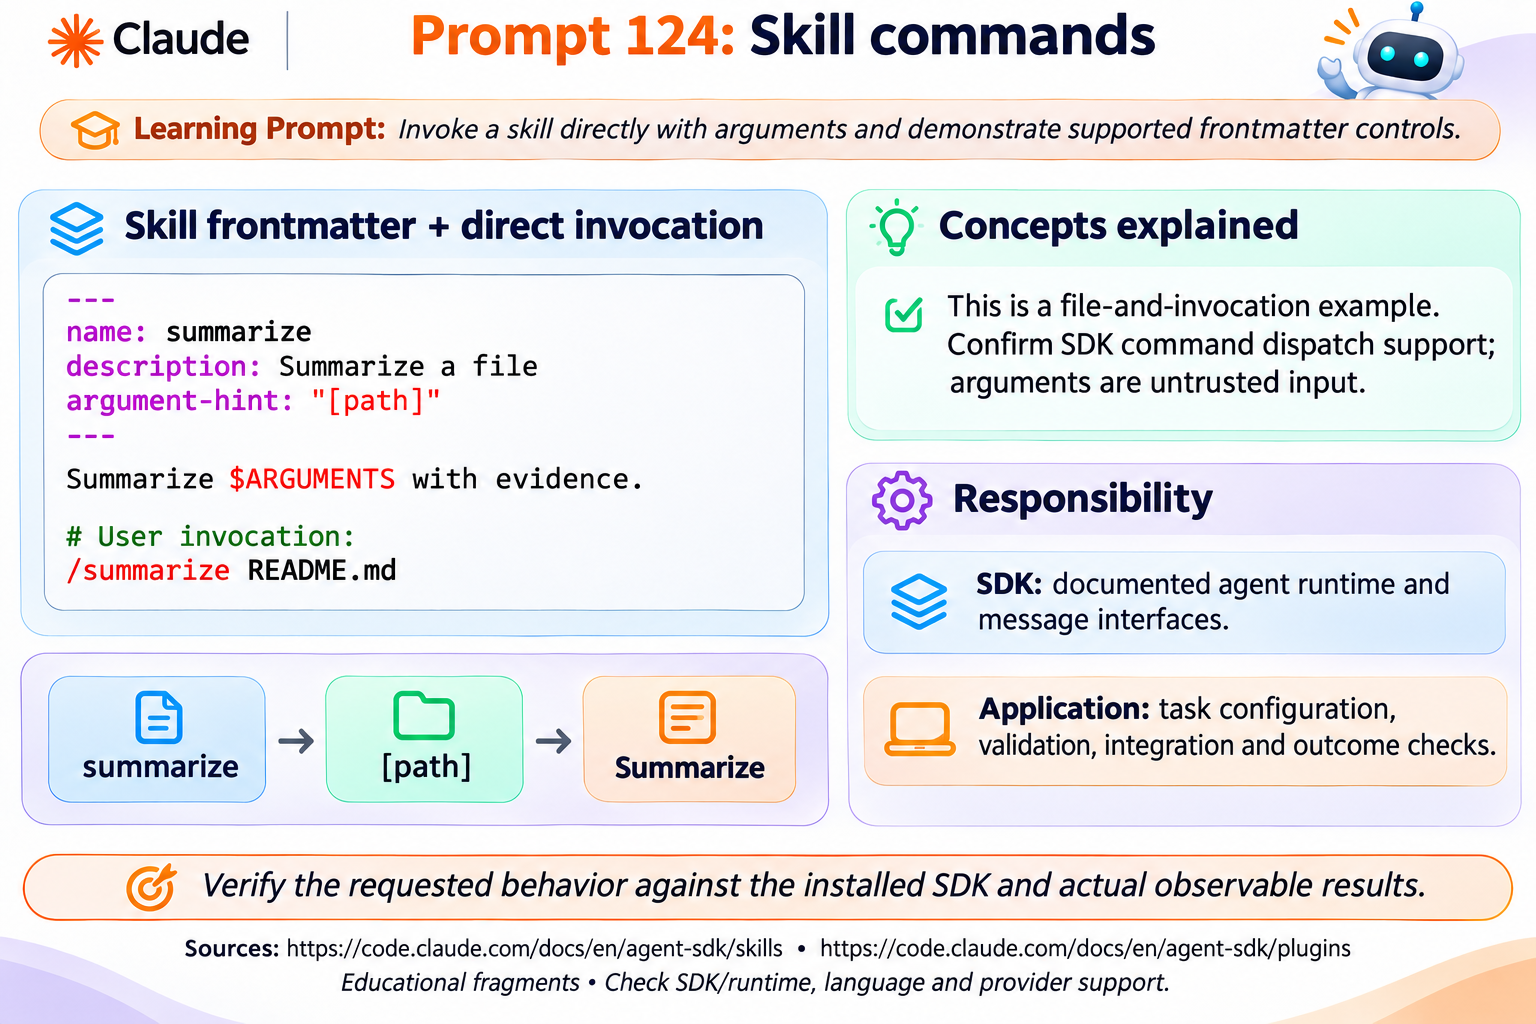 Claude
Prompt 124: Skill commands
Learning Prompt: Invoke a skill directly with arguments and demonstrate supported frontmatter controls.
Skill frontmatter + direct invocation
---
name: summarize
description: Summarize a file
argument-hint: "[path]"
---
Summarize $ARGUMENTS with evidence.
# User invocation:
/summarize README.md
summarize
[path]
Summarize
Concepts explained
This is a file-and-invocation example.
Confirm SDK command dispatch support;
arguments are untrusted input.
Responsibility
SDK: documented agent runtime and
message interfaces.
Application: task configuration,
validation, integration and outcome checks.
Verify the requested behavior against the installed SDK and actual observable results.
Sources: https://code.claude.com/docs/en/agent-sdk/skills • https://code.claude.com/docs/en/agent-sdk/plugins
Educational fragments • Check SDK/runtime, language and provider support.